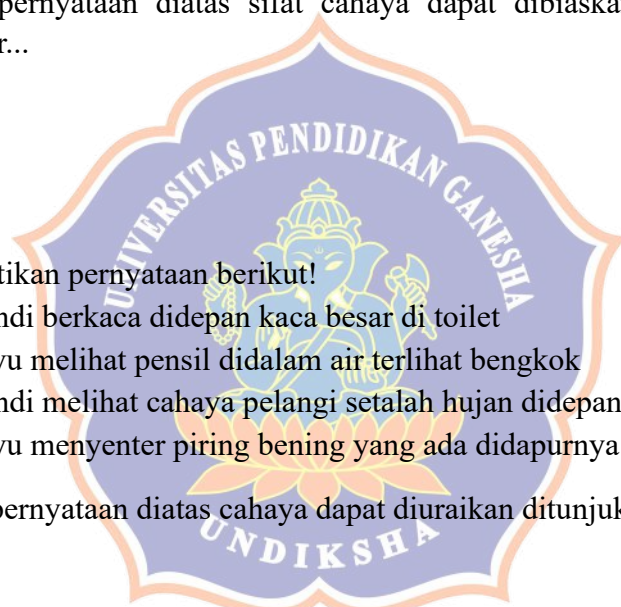 pernyataan diatas sifat cahaya dapat dibiaska
r...
UNIVERSITAS PENDIDIKAN GANESHA
tikan pernyataan berikut!
ndi berkaca didepan kaca besar di toilet
yu melihat pensil didalam air terlihat bengkok
ndi melihat cahaya pelangi setalah hujan didepan
yu menyenter piring bening yang ada didapurnya
pernyataan diatas cahaya dapat diuraikan ditunjuk
UNDIKSHA